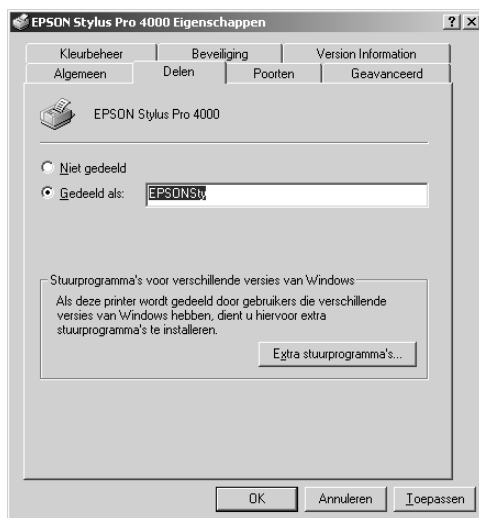 EPSON Stylus Pro 4000 Eigenschappen
Kleurbeheer Beveiliging Version Information
Algemeen Delen Poorten Geavanceerd
EPSON Stylus Pro 4000
Niet gedeeld
Gedeeld als: EPSONSty
Stuurprogramma's voor verschillende versies van Windows
Als deze printer wordt gedeeld door gebruikers die verschillende
versies van Windows hebben, dient u hiervoor extra
stuurprogramma's te installeren.
Extra stuurprogramma's...
OK Annuleren Toepassen